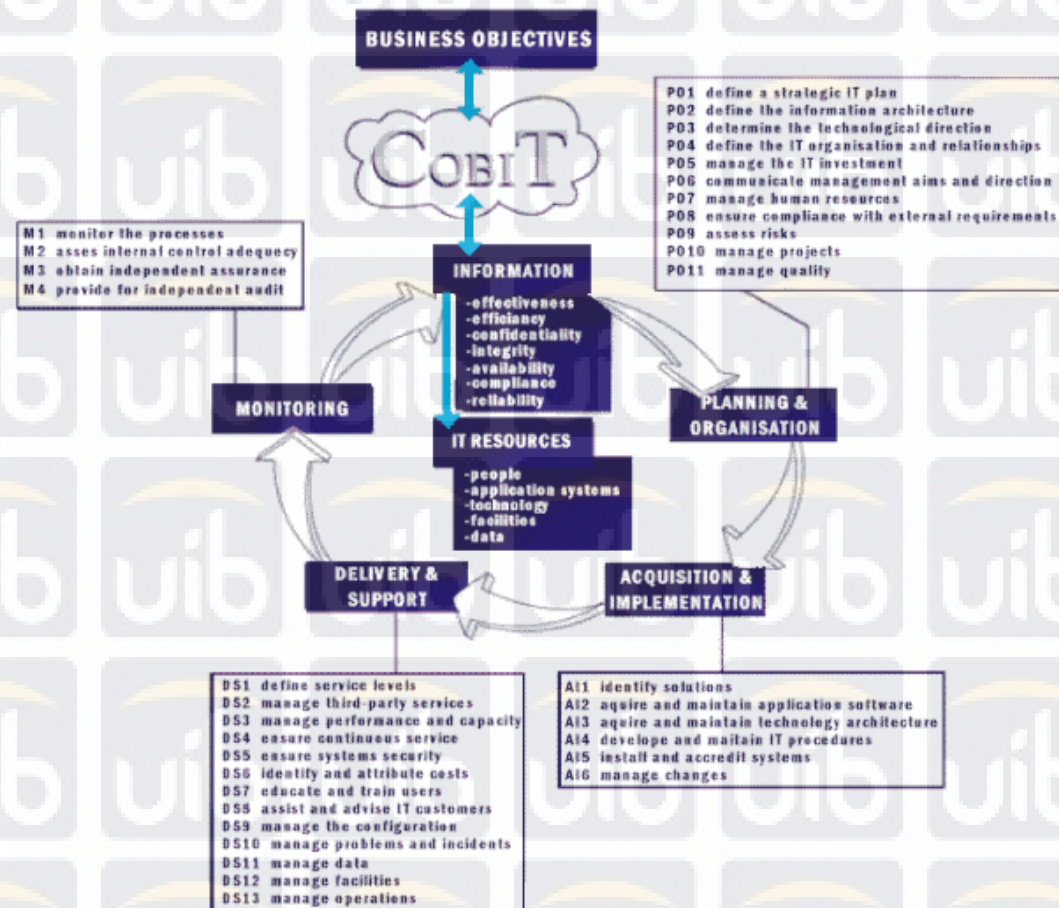 BUSINESS OBJECTIVES
COBIT
PO1 define a strategic IT plan
PO2 define the information architecture
PO3 determine the technological direction
PO4 define the IT organisation and relationships
PO5 manage the IT investment
PO6 communicate management aims and direction
PO7 manage human resources
PO8 ensure compliance with external requirements
PO9 assess risks
PO10 manage projects
PO11 manage quality
M1 monitor the processes
M2 asses internal control adequecy
M3 obtain independent assurance
M4 provide for independent audit
INFORMATION
-effectiveness
-efficiancy
-confidentiality
-integrity
-availability
-compliance
-reliability
MONITORING
PLANNING &
ORGANISATION
IT RESOURCES
-people
-application systems
-technology
-facilities
-data
DELIVERY &
SUPPORT
ACQUISITION &
IMPLEMENTATION
DS1 define service levels
DS2 manage third-party services
DS3 manage performance and capacity
DS4 ensure continuous service
DS5 ensure systems security
DS6 identify and attribute costs
DS7 educate and train users
DS8 assist and advise IT customers
DS9 manage the configuration
DS10 manage problems and incidents
DS11 manage data
DS12 manage facilities
DS13 manage operations
AI1 identify solutions
AI2 aquire and maintain application software
AI3 aquire and maintain technology architecture
AI4 develope and maitain IT procedures
AI5 install and accredit systems
AI6 manage changes
uib